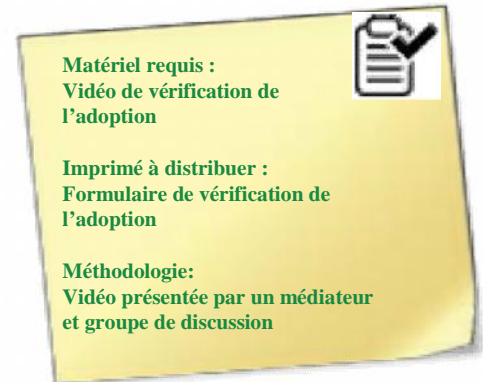 Matériel requis :
Vidéo de vérification de
l’adoption
Imprimé à distribuer :
Formulaire de vérification de
l’adoption
Méthodologie:
Vidéo présentée par un médiateur
et groupe de discussion